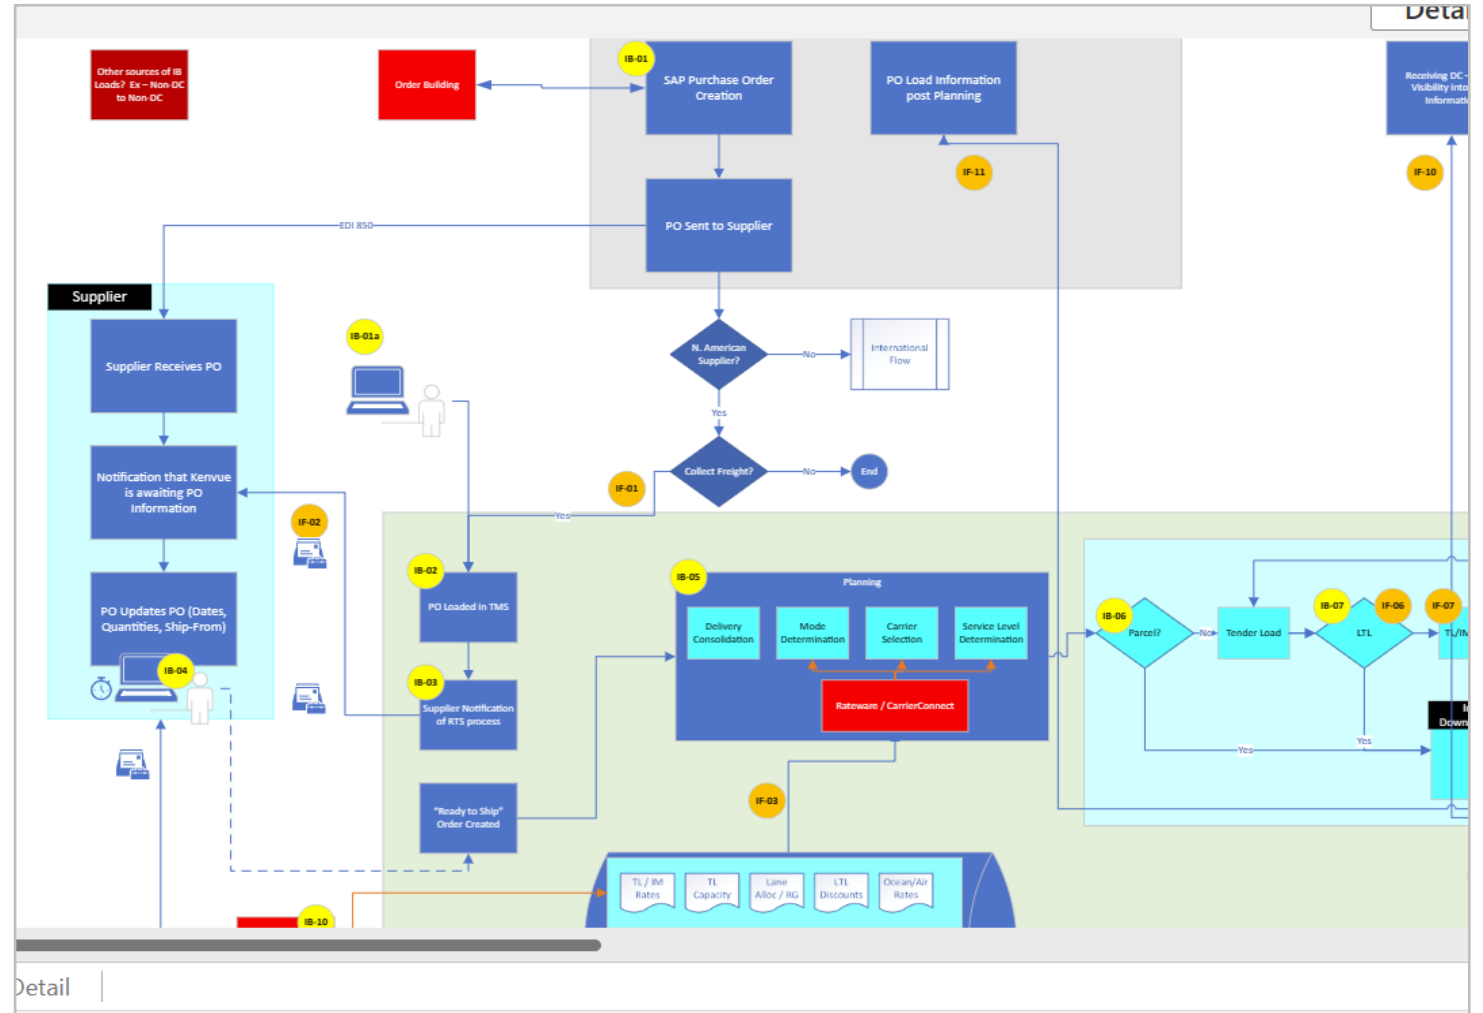 Detai
Other sources of IB
Loads? Ex – Non-DC
to Non-DC
Order Building
IB-01
SAP Purchase Order
Creation
PO Load Information
post Planning
Receiving DC –
Visibility into
IF-11
IF-10
PO Sent to Supplier
EDI 850
Supplier
Supplier Receives PO
IB-01a
N. American
Supplier?
No
International
Flow
Yes
Collect Freight?
No
End
IF-01
Yes
Notification that Kenvue
is awaiting PO
Information
IF-02
PO Updates PO (Dates,
Quantities, Ship-From)
IB-04
IB-02
PO Loaded in TMS
IB-03
Supplier Notification
of RTS process
"Ready to Ship"
Order Created
IB-05
Planning
Delivery
Consolidation
Mode
Determination
Carrier
Selection
Service Level
Determination
Rateware / CarrierConnect
IF-03
IB-06
Parcel?
No
Tender Load
IB-07
LTL
IF-06
IF-07
TL/IM
Yes
Yes
Down
TL / IM
Rates
TL
Capacity
Lane
Alloc / RG
LTL
Discounts
Ocean/Air
Rates
IB-10
Detail